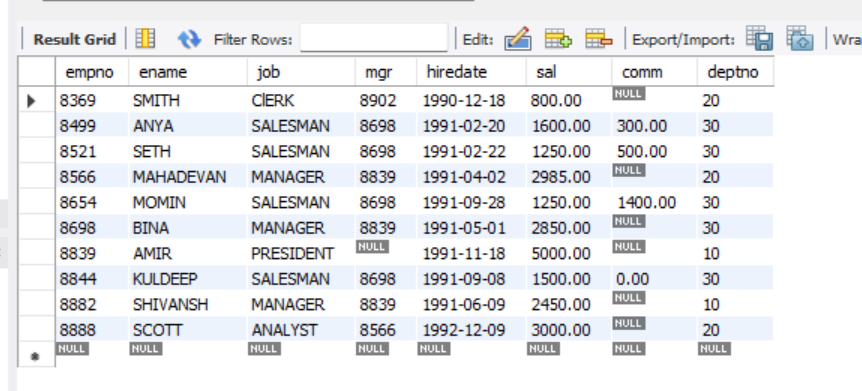 Result Grid Filter Rows: Edit: Export/Import: Wra
empno ename job mgr hiredate sal comm deptno
8369 SMITH ClERK 8902 1990-12-18 800.00 NULL 20
8499 ANYA SALESMAN 8698 1991-02-20 1600.00 300.00 30
8521 SETH SALESMAN 8698 1991-02-22 1250.00 500.00 30
8566 MAHADEVAN MANAGER 8839 1991-04-02 2985.00 NULL 20
8654 MOMIN SALESMAN 8698 1991-09-28 1250.00 1400.00 30
8698 BINA MANAGER 8839 1991-05-01 2850.00 NULL 30
8839 AMIR PRESIDENT NULL 1991-11-18 5000.00 NULL 10
8844 KULDEEP SALESMAN 8698 1991-09-08 1500.00 0.00 30
8882 SHIVANSH MANAGER 8839 1991-06-09 2450.00 NULL 10
8888 SCOTT ANALYST 8566 1992-12-09 3000.00 NULL 20
NULL NULL NULL NULL NULL NULL NULL NULL